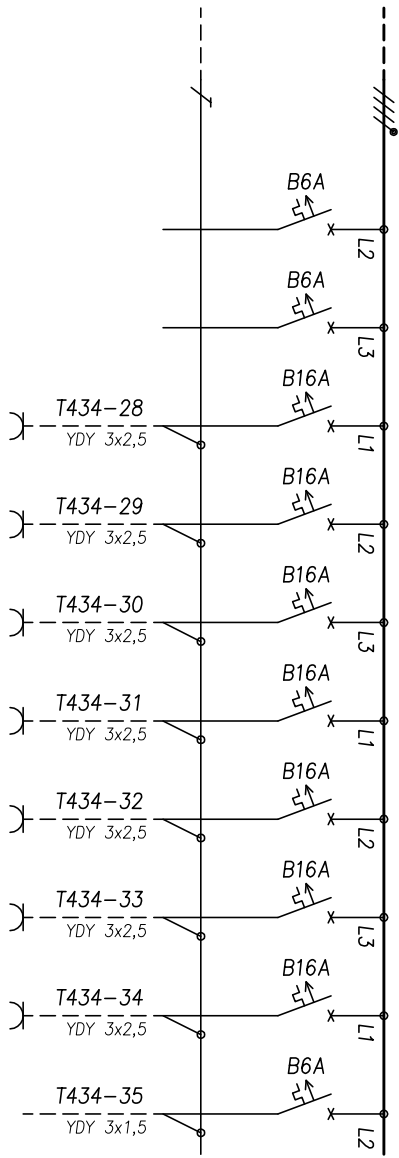 B6A
L2
B6A
L3
B16A
T434-28
YDY 3x2,5
L1
B16A
T434-29
YDY 3x2,5
L2
B16A
T434-30
YDY 3x2,5
L3
B16A
T434-31
YDY 3x2,5
L1
B16A
T434-32
YDY 3x2,5
L2
B16A
T434-33
YDY 3x2,5
L3
B16A
T434-34
YDY 3x2,5
L1
B6A
T434-35
YDY 3x1,5
L2